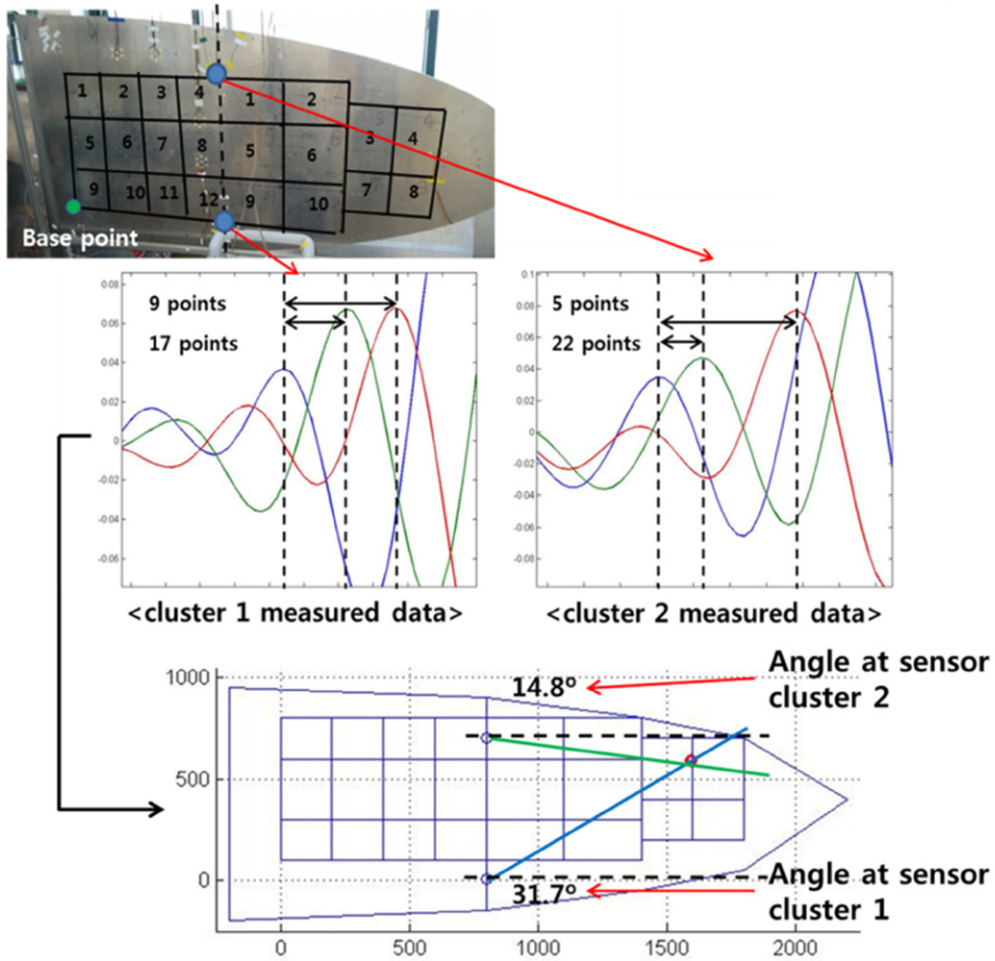 1 2 3 4 1 2
3 4
5 6 7 8 5 6
9 10 11 12 9 10
7 8
Base point
0.08
0.06
0.04
0.02
0
-0.02
-0.04
-0.06
9 points
17 points
<cluster 1 measured data>
0.1
0.08
0.06
0.04
0.02
0
-0.02
-0.04
-0.06
-0.08
5 points
22 points
<cluster 2 measured data>
1000
500
0
0 500 1000 1500 2000
14.8º
Angle at sensor
cluster 2
31.7º
Angle at sensor
cluster 1